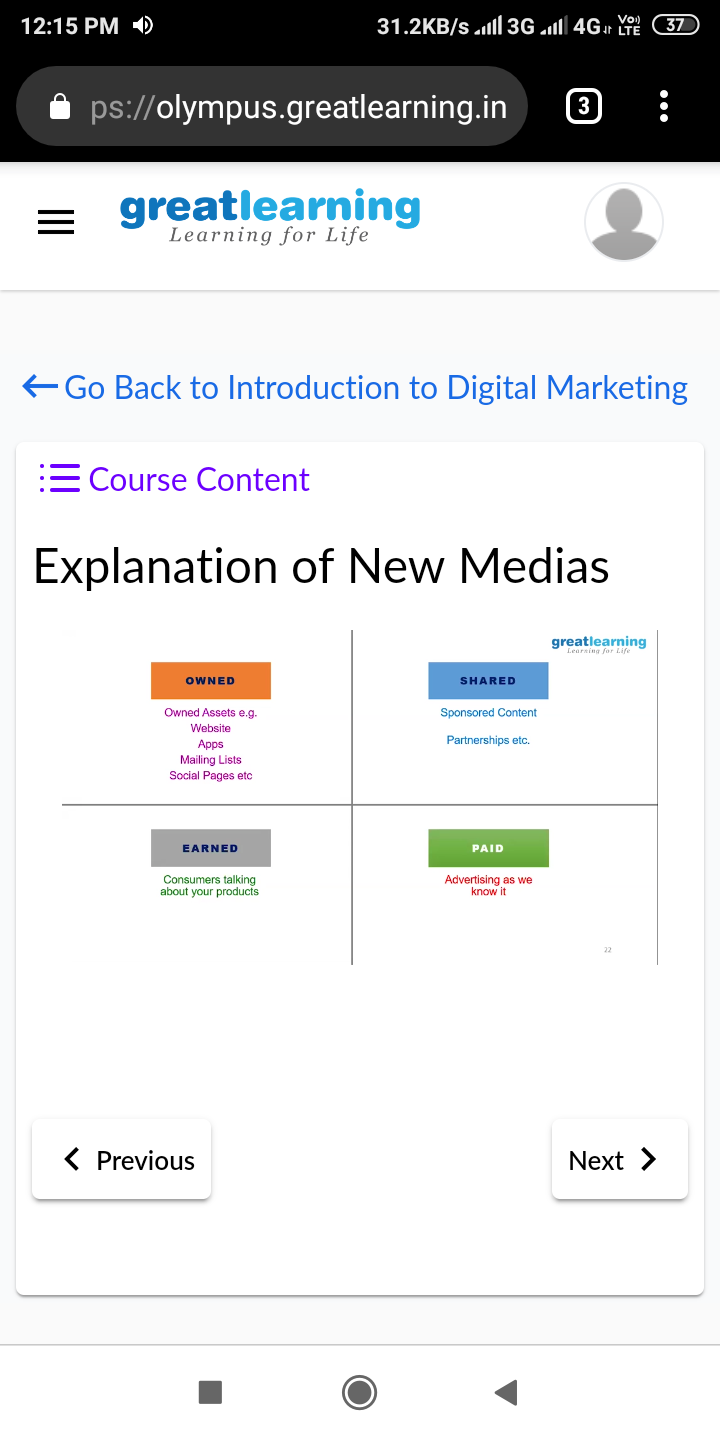 12:15 PM 31.2KB/s 3G 4G Vo) LTE 37
ps://olympus.greatlearning.in 3
greatlearning
Learning for Life
Go Back to Introduction to Digital Marketing
Course Content
Explanation of New Medias
greatlearning
Learning for Life
OWNED
Owned Assets e.g.
Website
Apps
Mailing Lists
Social Pages etc
SHARED
Sponsored Content
Partnerships etc.
EARNED
Consumers talking
about your products
PAID
Advertising as we
know it
22
Previous
Next